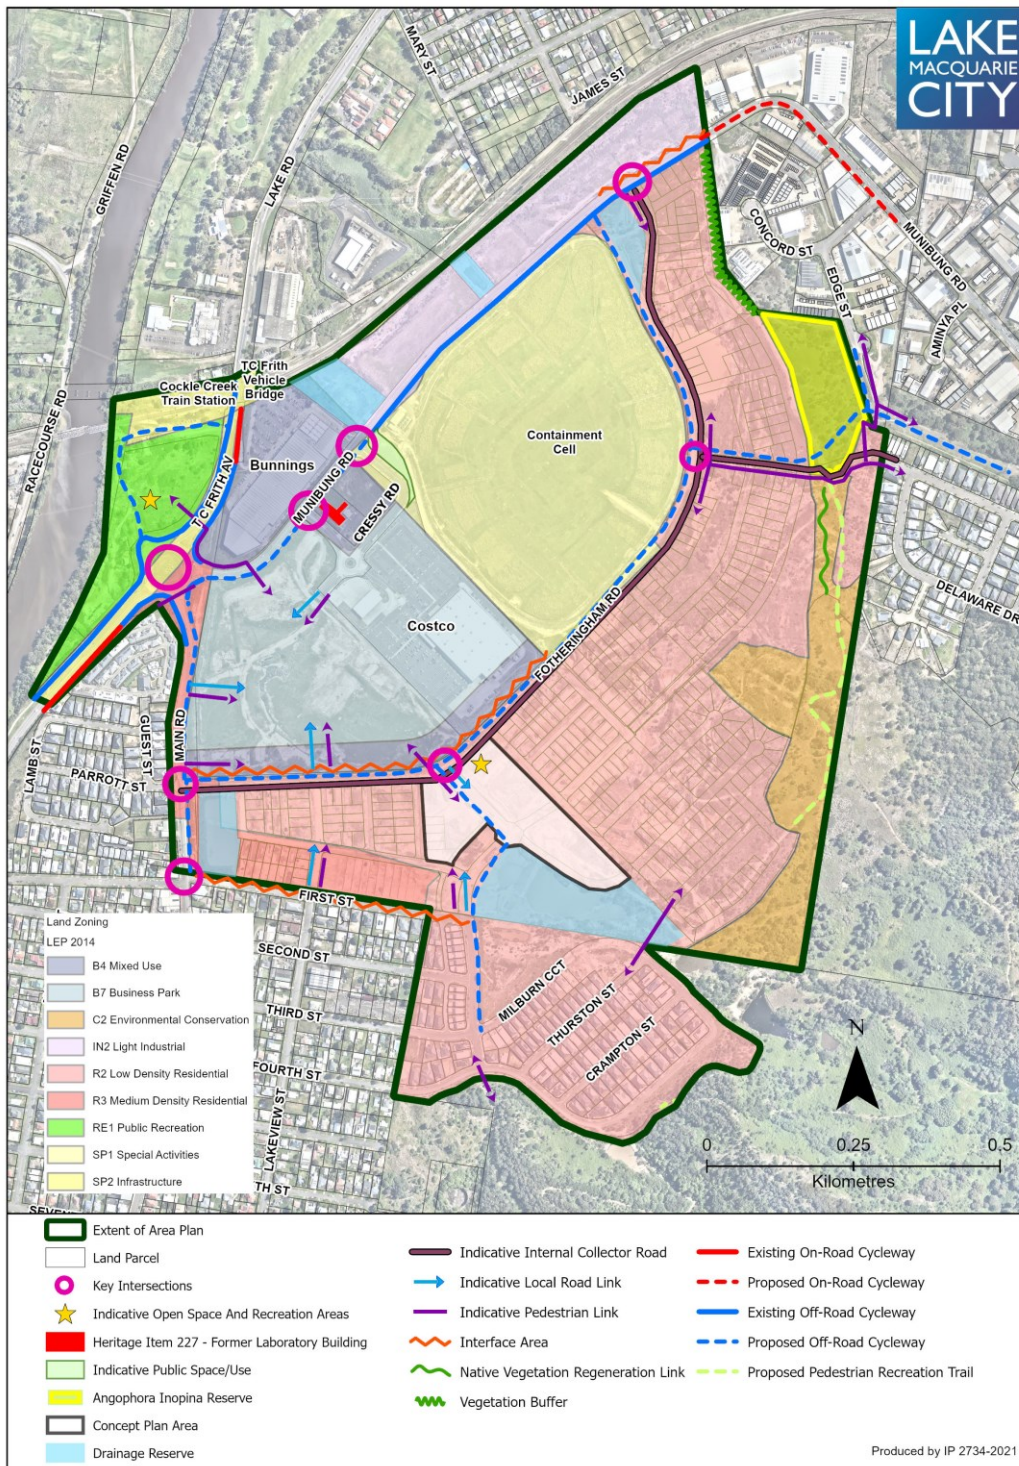 LAKE
MACQUARIE
CITY
MARY ST
JAMES ST
GRIFFEN RD
LAKE RD
CONCORD ST
MUNIBUNG RD
EDGE ST
AMINYA PL
RACECOURSE RD
Cockle Creek
Train Station
TC Frith
Vehicle
Bridge
Containment
Cell
Bunnings
T C FRITH AV
MUNIBUNG RD
CRESSY RD
DELAWARE DR
Costco
FOTHERINGHAM RD
LAMB ST
GUEST ST
MAIN RD
PARROTT ST
FIRST ST
SECOND ST
THIRD ST
FOURTH ST
LAKEVIEW ST
TH ST
MILBURN CCT
THURSTON ST
CRAMPTON ST
N
0 0.25 0.5
Kilometres
Land Zoning
LEP 2014
B4 Mixed Use
B7 Business Park
C2 Environmental Conservation
IN2 Light Industrial
R2 Low Density Residential
R3 Medium Density Residential
RE1 Public Recreation
SP1 Special Activities
SP2 Infrastructure
Extent of Area Plan
Land Parcel
Key Intersections
Indicative Open Space And Recreation Areas
Heritage Item 227 - Former Laboratory Building
Indicative Public Space/Use
Angophora Inopina Reserve
Concept Plan Area
Drainage Reserve
Indicative Internal Collector Road
Indicative Local Road Link
Indicative Pedestrian Link
Interface Area
Native Vegetation Regeneration Link
Vegetation Buffer
Existing On-Road Cycleway
Proposed On-Road Cycleway
Existing Off-Road Cycleway
Proposed Off-Road Cycleway
Proposed Pedestrian Recreation Trail
Produced by IP 2734-2021